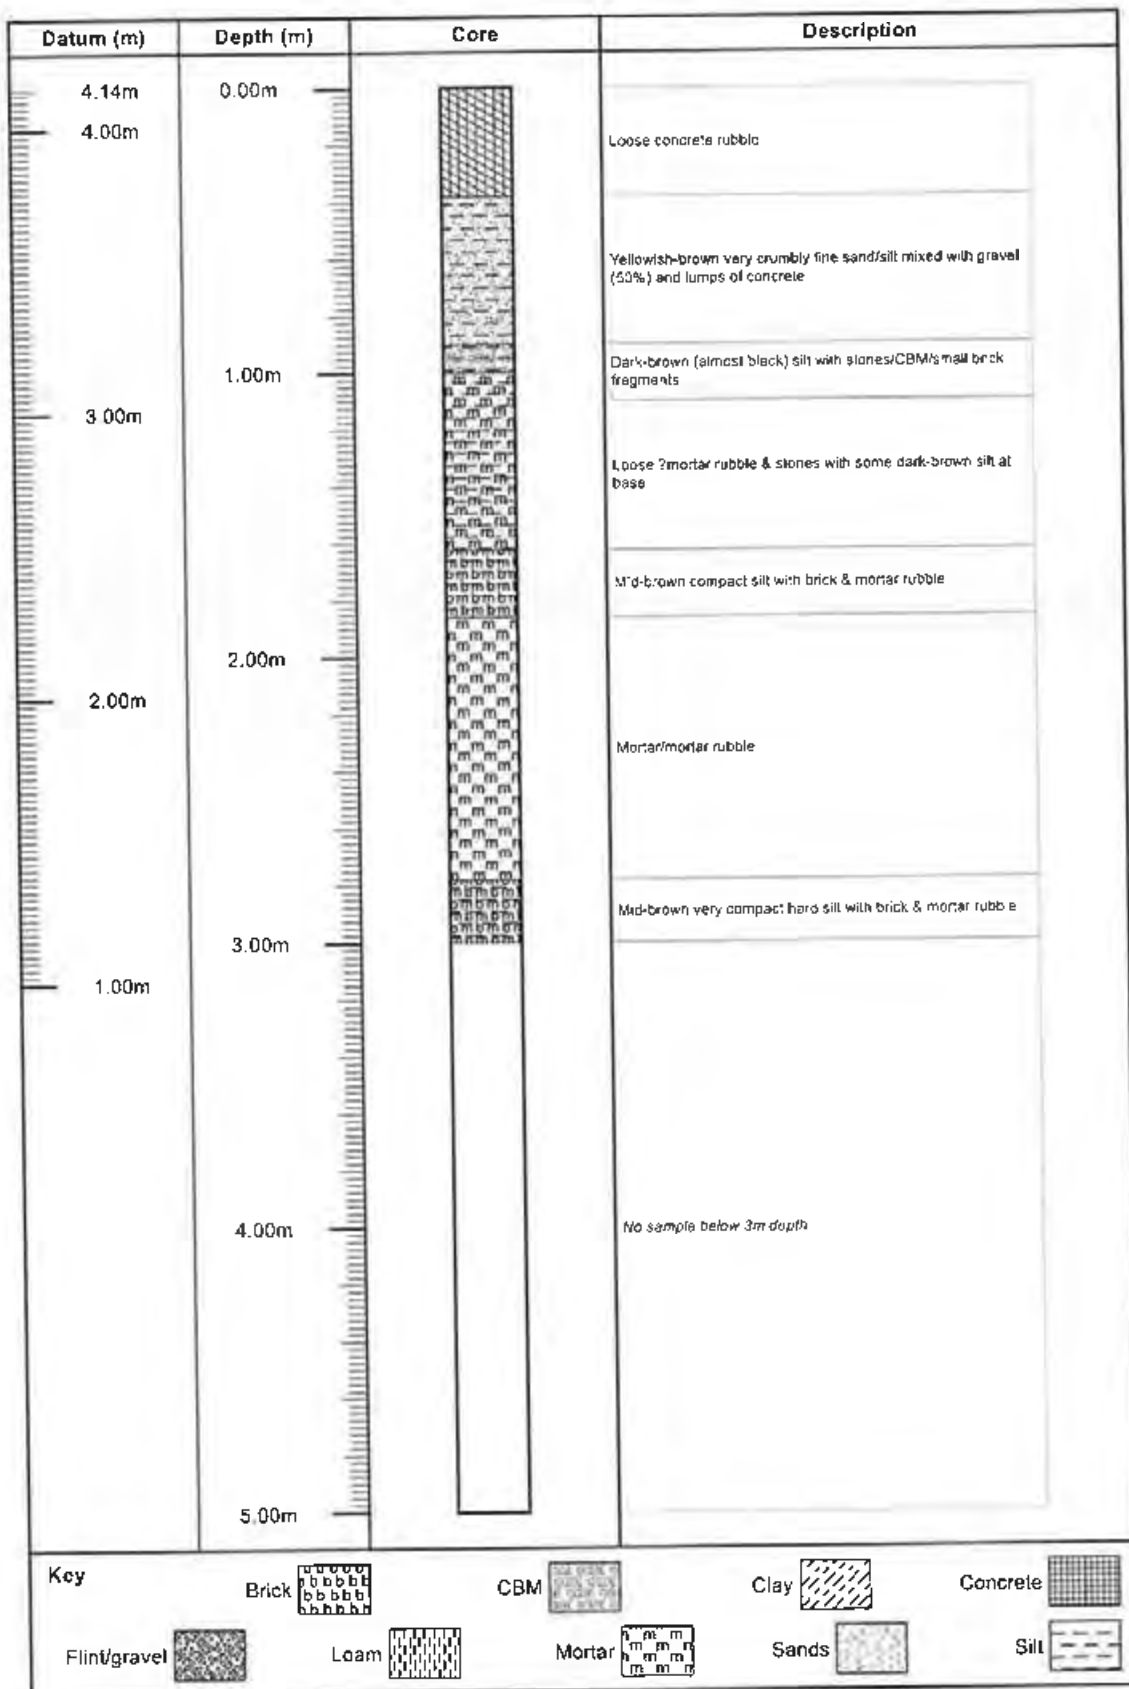 Datum (m) Depth (m) Core Description
4.14m 0.00m
4.00m
Loose concrete rubble
Yellowish-brown very crumbly fine sand/silt mixed with gravel
(50%) and lumps of concrete
Dark-brown (almost black) silt with stones/CBM/small brick
fragments
1.00m
3.00m
Loose ?mortar rubble & stones with some dark-brown silt at
base
Mid-brown compact silt with brick & mortar rubble
2.00m
2.00m
Mortar/mortar rubble
Mid-brown very compact hard silt with brick & mortar rubble
3.00m
1.00m
4.00m
No sample below 3m depth
5.00m
Key
Brick CBM Clay Concrete
Flint/gravel Loam Mortar Sands Silt